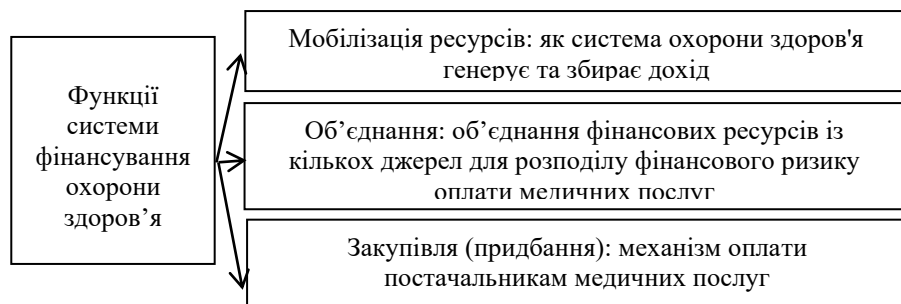 Функції
системи
фінансування
охорони
здоров’я
Мобілізація ресурсів: як система охорони здоров'я
генерує та збирає дохід
Об’єднання: об’єднання фінансових ресурсів із
кількох джерел для розподілу фінансового ризику
оплати медичних послуг
Закупівля (придбання): механізм оплати
постачальникам медичних послуг